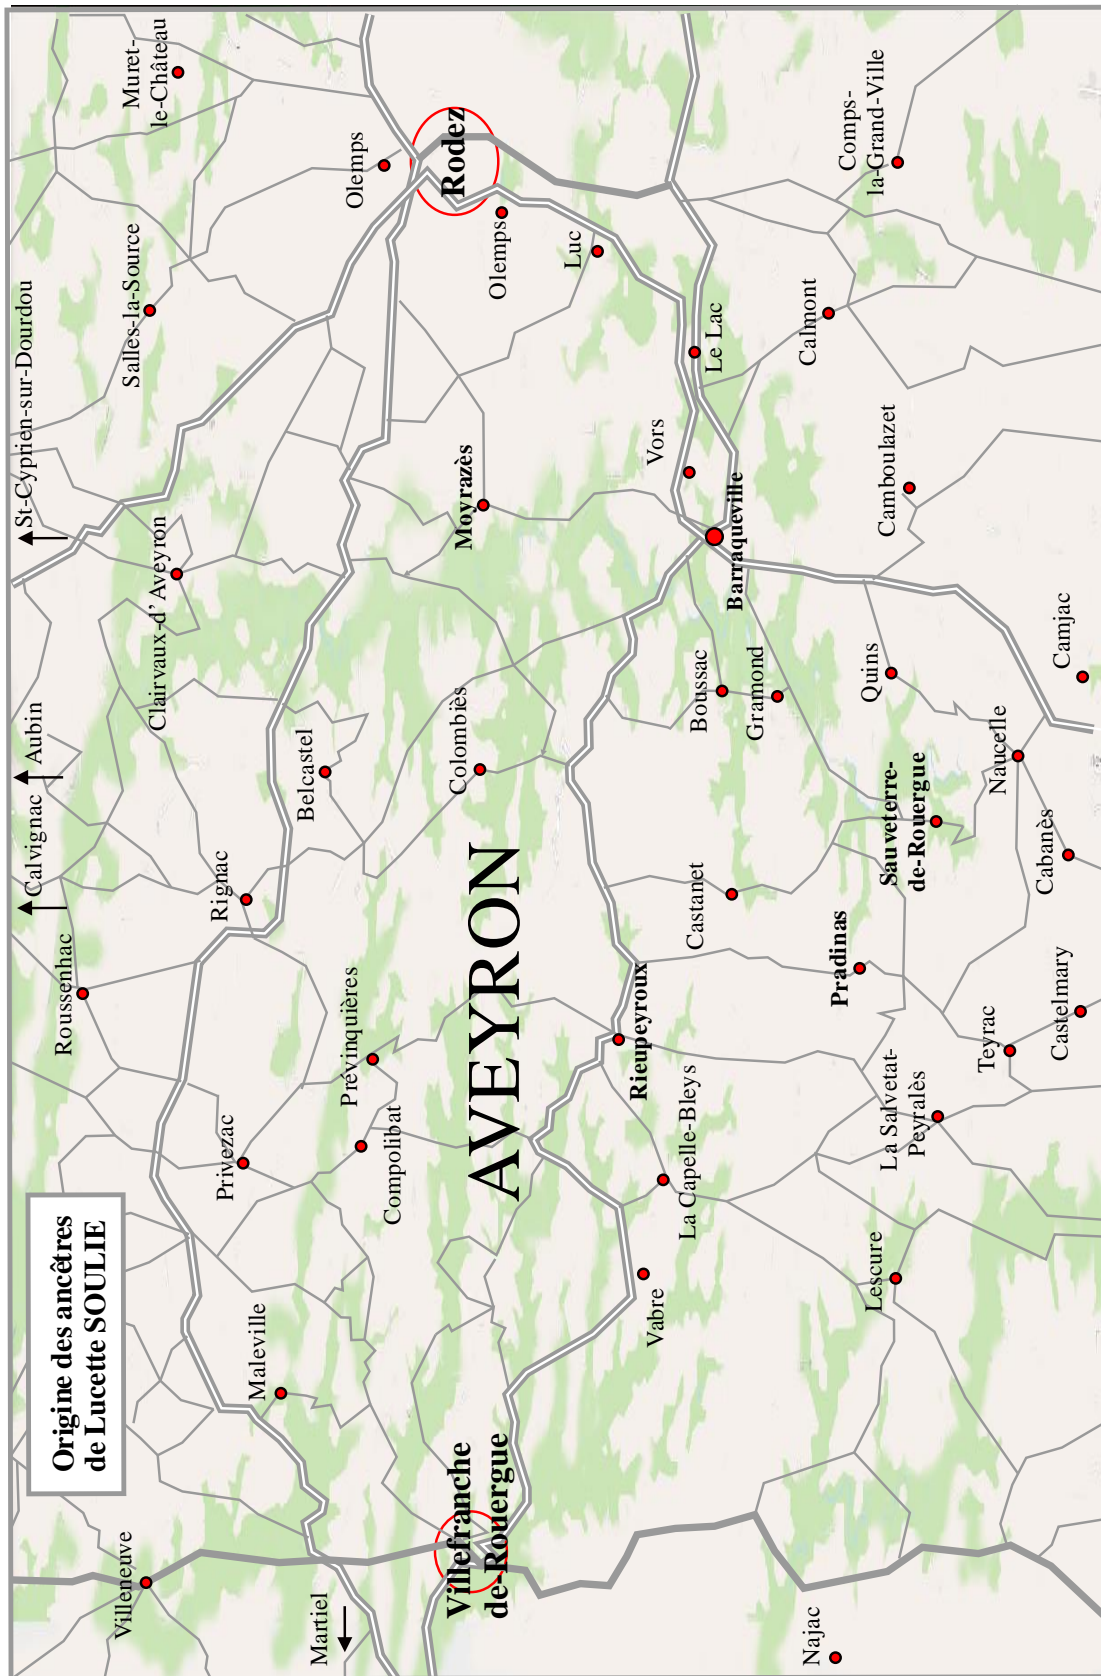 Origine des ancêtres
de Lucette SOULIE
AVEYRON
Calvignac
Aubin
St-Cyprien-sur-Dourdou
Muret-
le-Château
Salles-la-Source
Roussenhac
Clairvaux-d'Aveyron
Villeneuve
Privezac
Rignac
Maleville
Belcastel
Olemps
Martiel
Prévinquières
Compolibat
Colombiès
Moyrazès
Rodez
Olemps
Villefranche
de-Rouergue
Luc
Rieupeyroux
Vabre
La Capelle-Bleys
Castanet
Boussac
Gramond
Barraqueville
Vors
Le Lac
Calmont
Comps-
la-Grand-Ville
Najac
Lescure
Pradinas
Quins
Camboulazet
La Salvetat-
Peyralès
Sauveterre-
de-Rouergue
Teyrac
Naucelle
Castelmary
Cabanès
Camjac